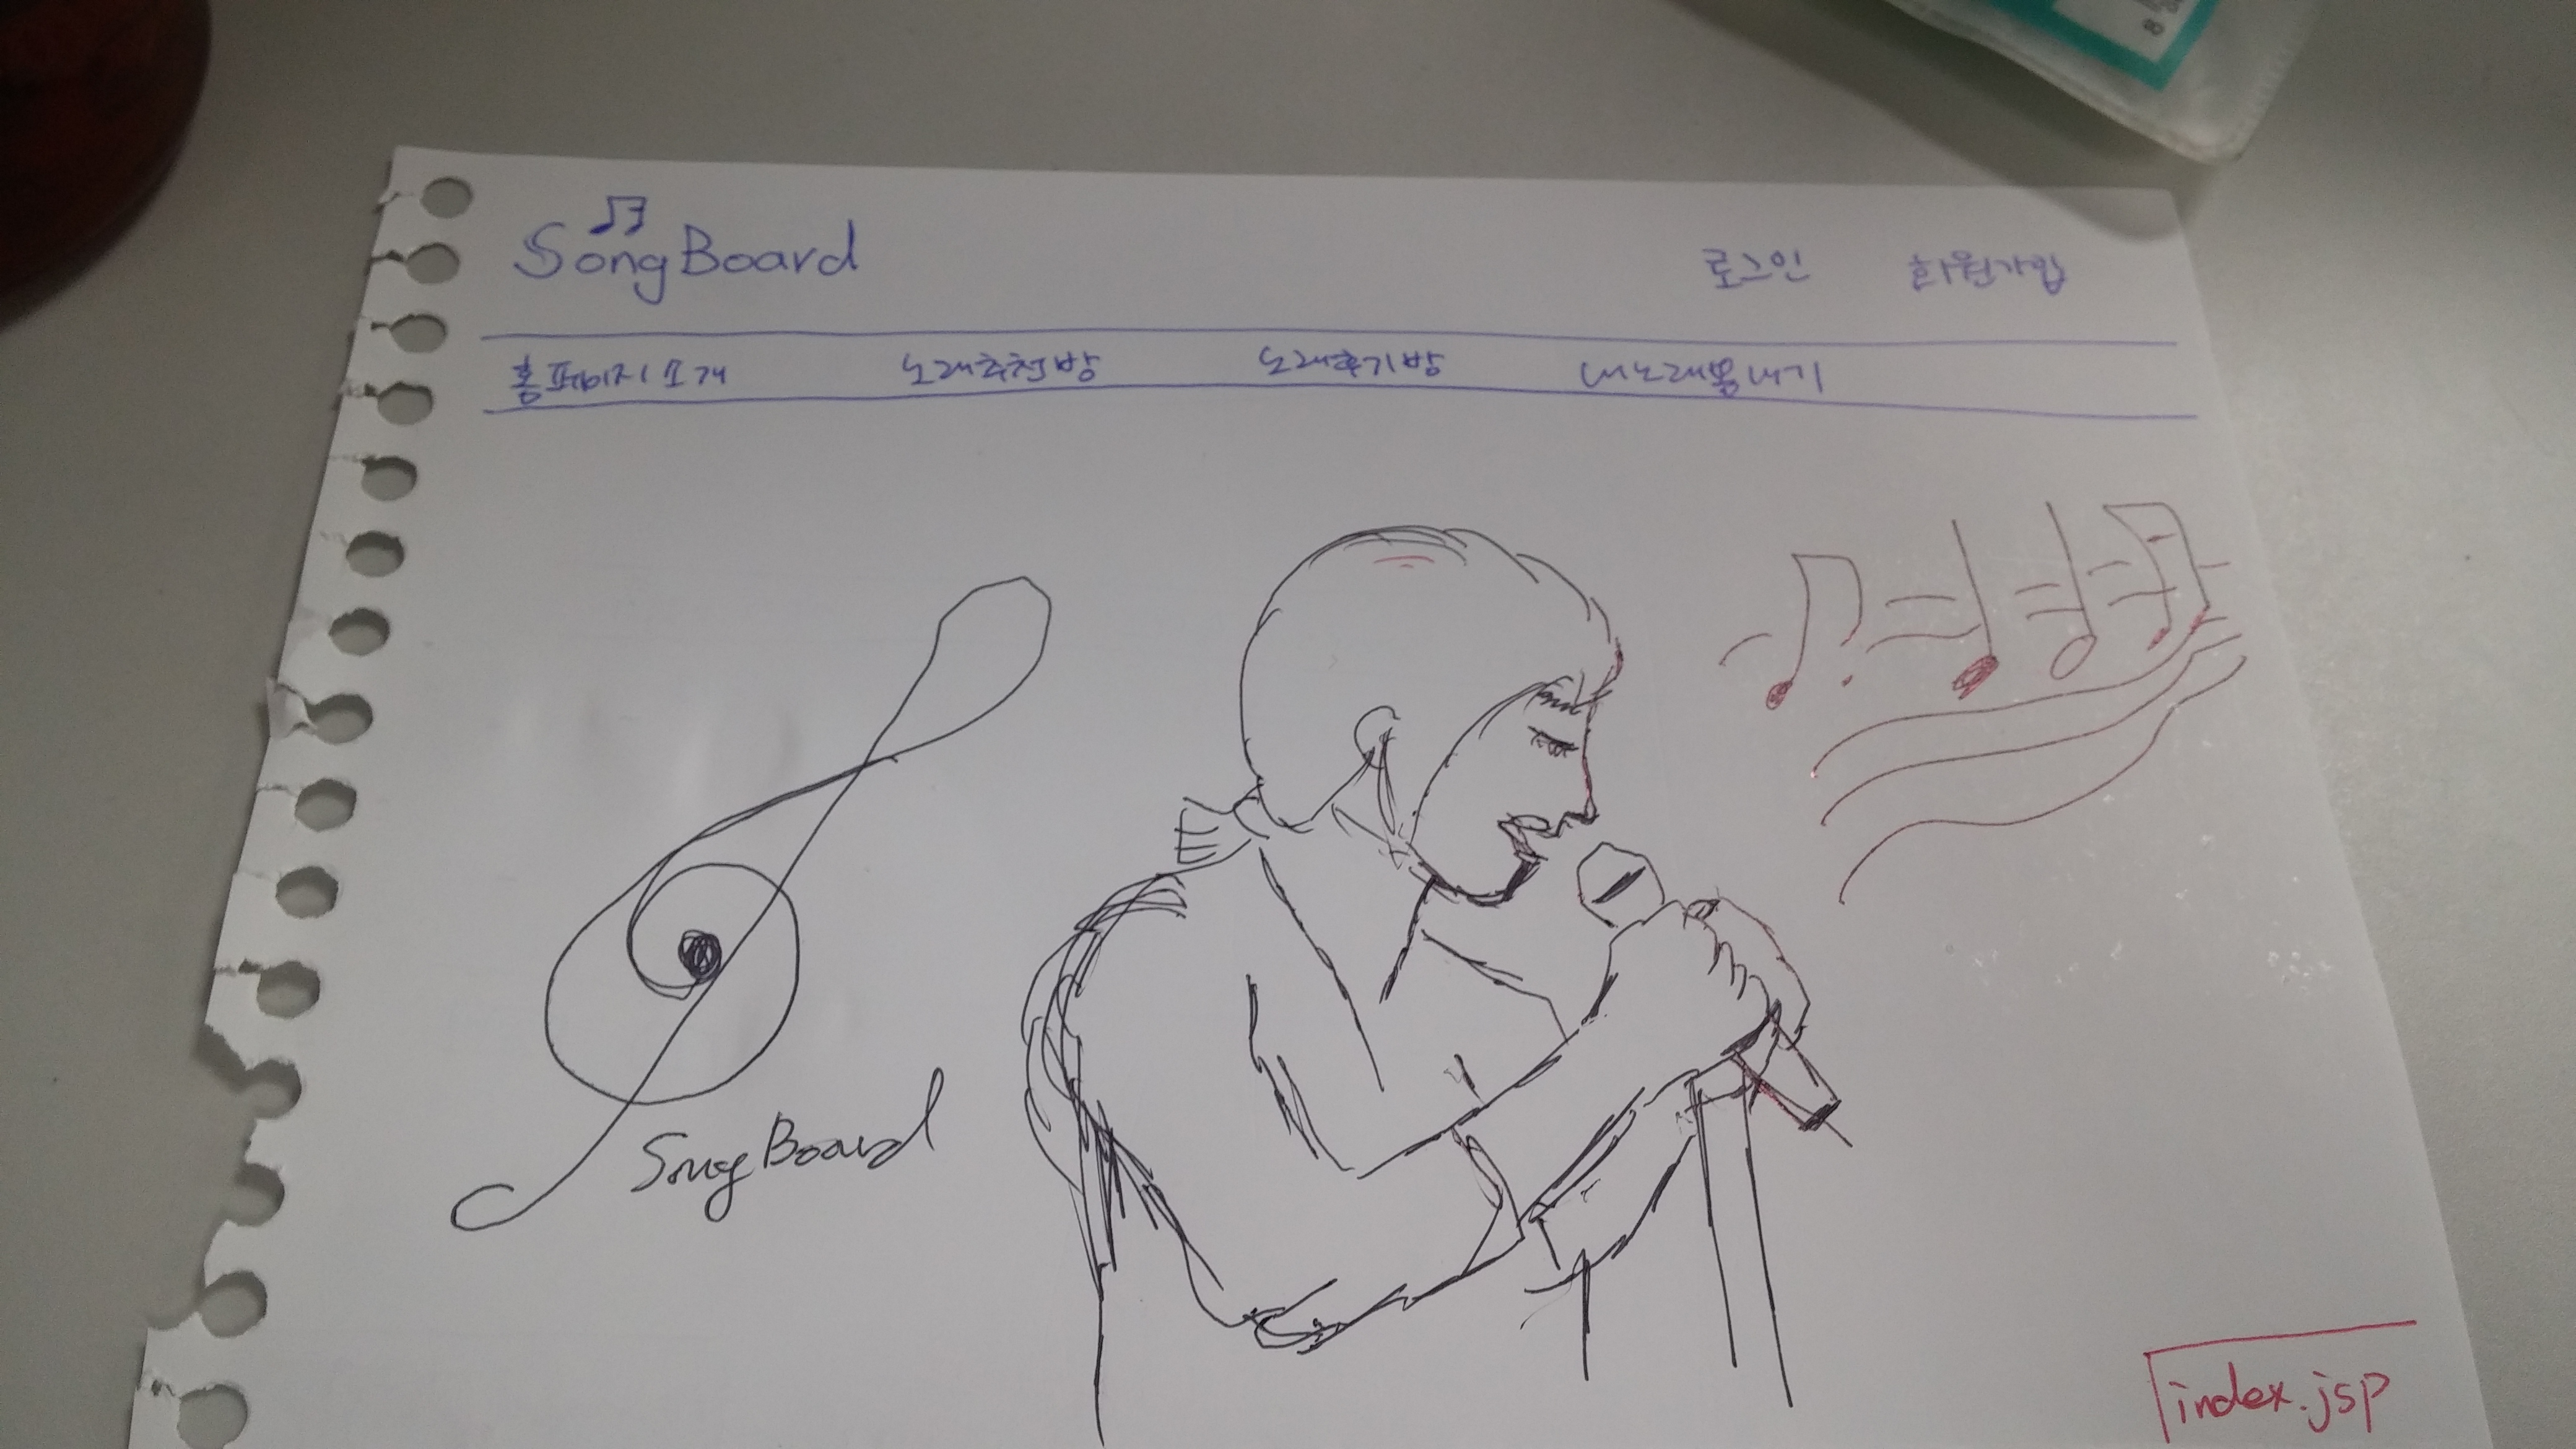 SongBoard
로그인 회원가입
홈페이지소개 노래추천방 노래후기방 내노래뽐내기
SongBoard
index.jsp